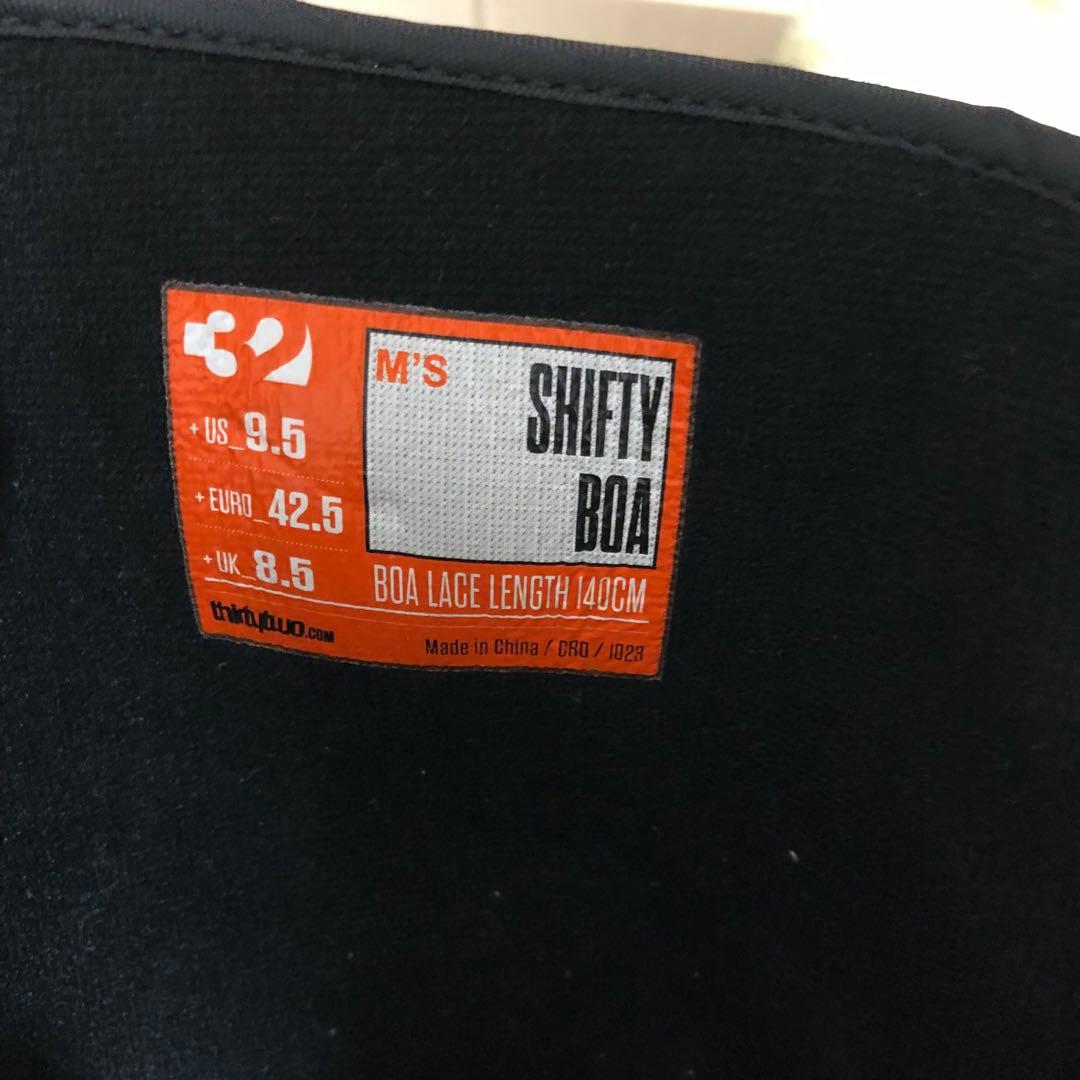 32
M'S
SHIFTY
BOA
+ US_9.5
+ EURO_42.5
+ UK_8.5
BOA LACE LENGTH 140CM
thirtytwo.COM
Made in China / CRO / 1023